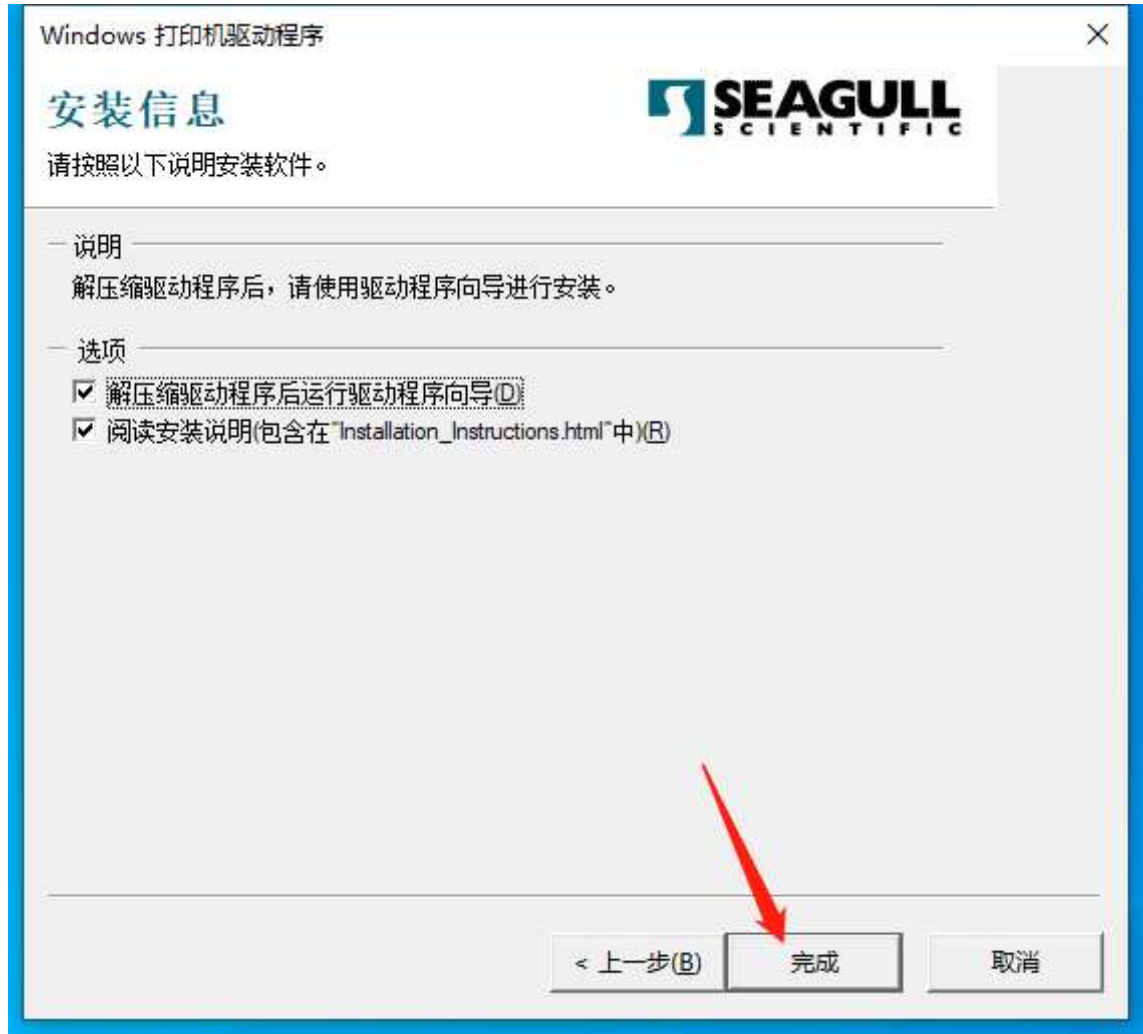 Windows 打印机驱动程序
安装信息
SEAGULL
SCIENTIFIC
请按照以下说明安装软件。
说明
解压缩驱动程序后，请使用驱动程序向导进行安装。
选项
解压缩驱动程序后运行驱动程序向导(D)
阅读安装说明(包含在"Installation_Instructions.html"中)(R)
< 上一步(B) 完成 取消